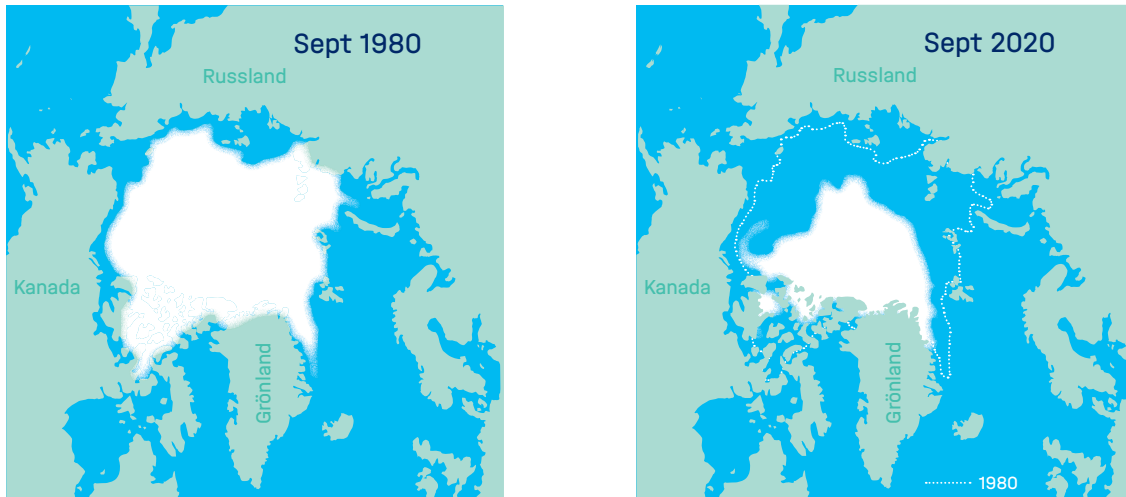 Sept 1980
Russland
Kanada
Grönland
Sept 2020
Russland
Kanada
Grönland
1980